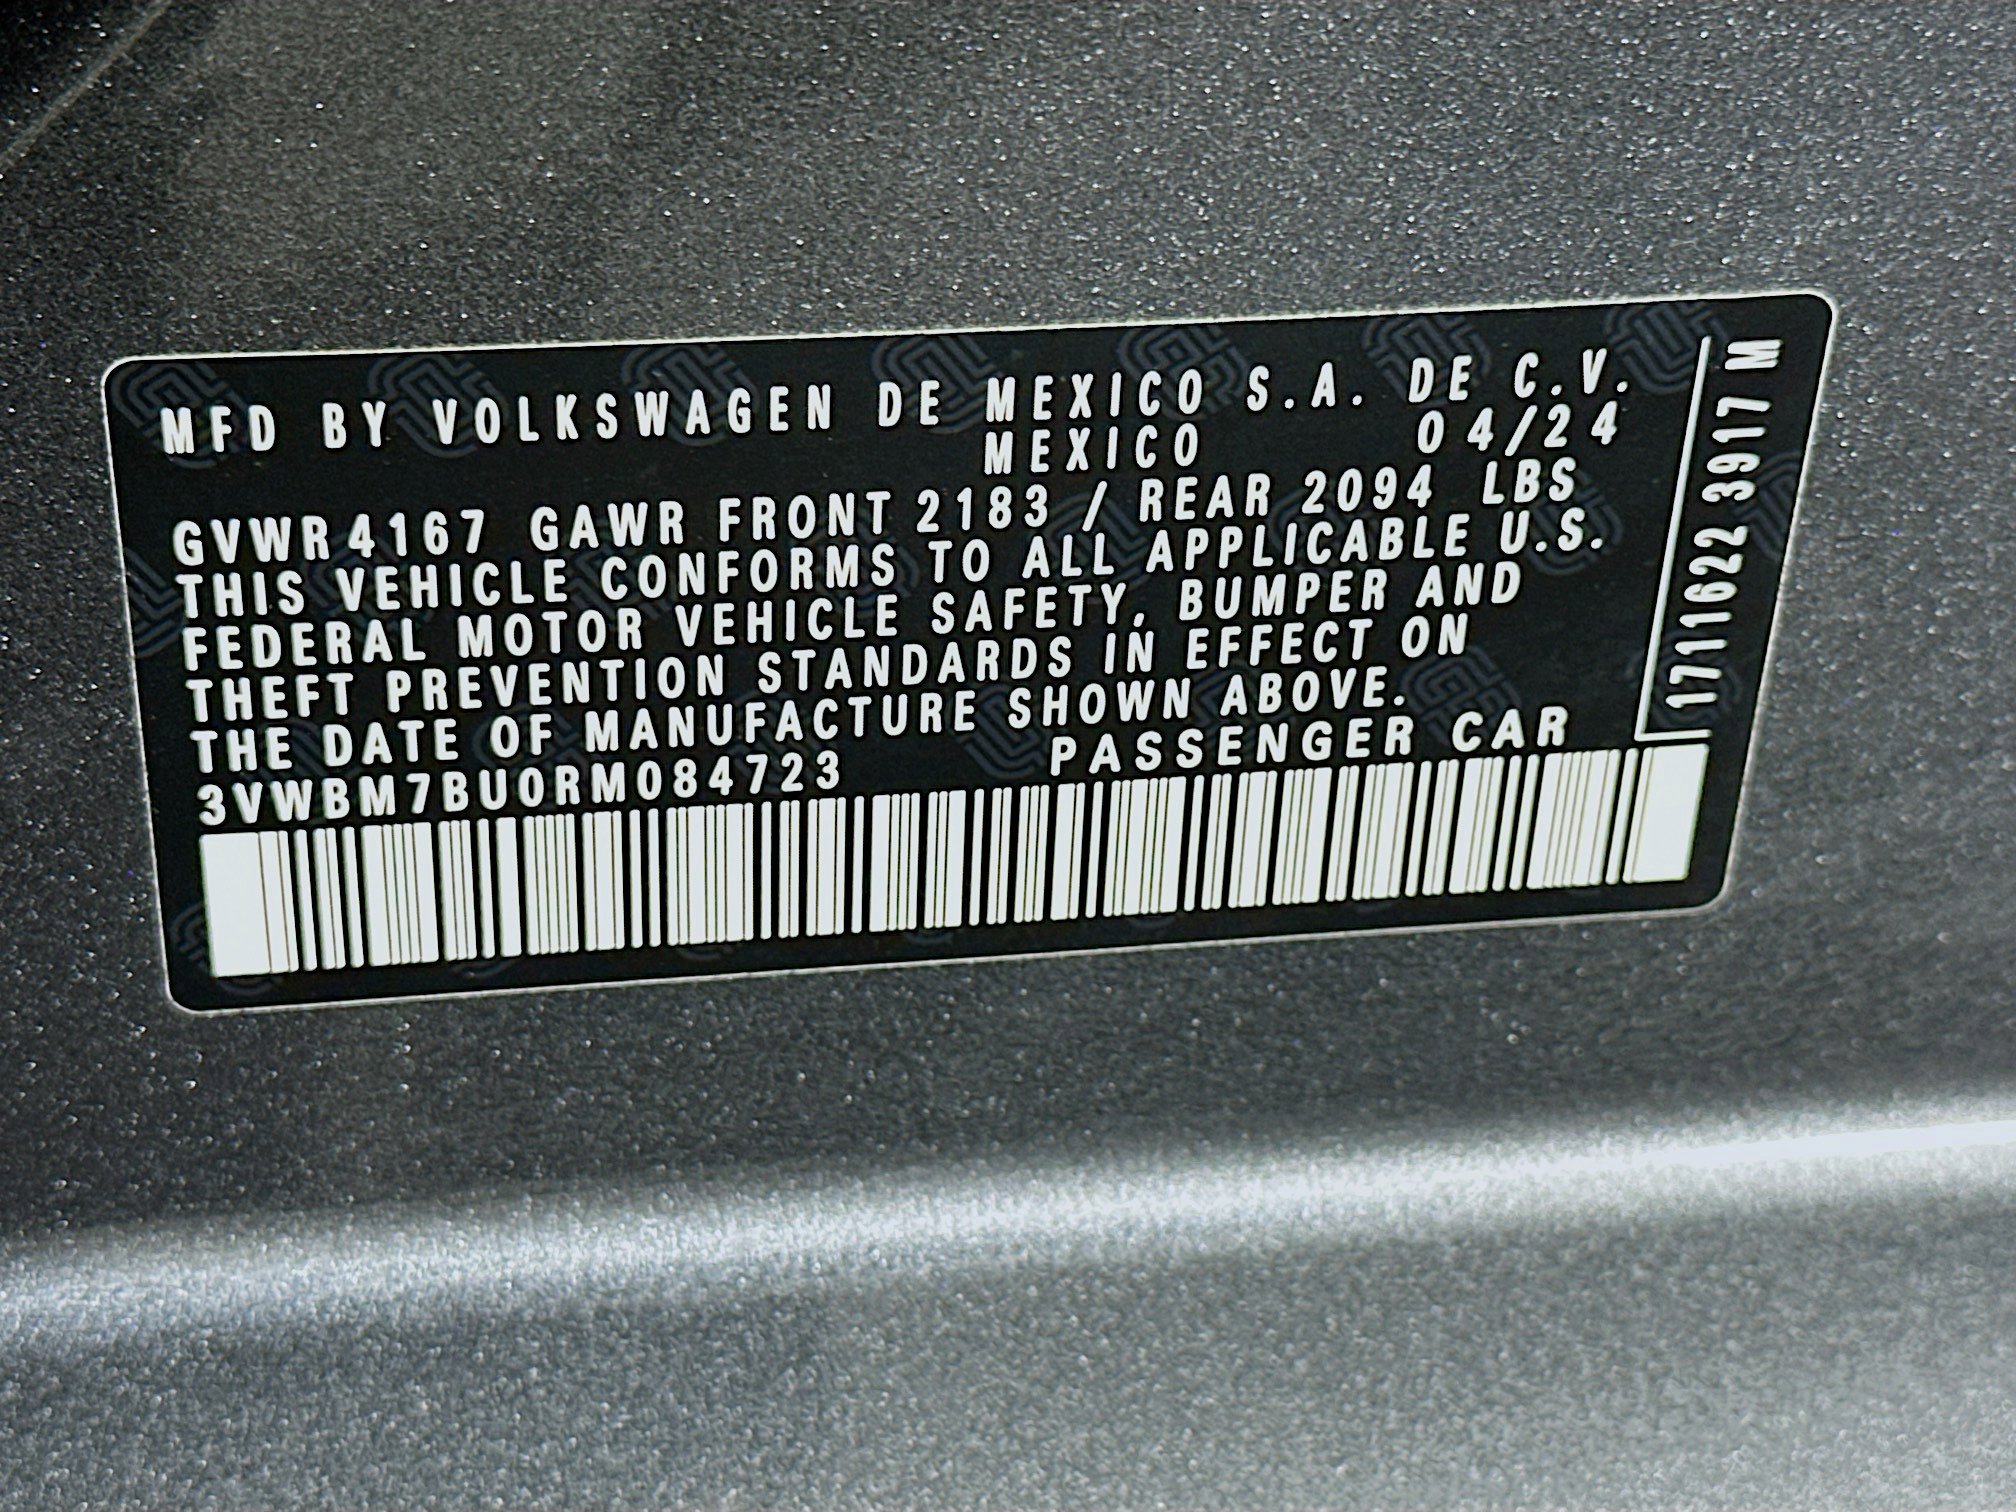 MFD BY VOLKSWAGEN DE MEXICO S.A. DE C.V.
MEXICO 04/24
GVWR 4167 GAWR FRONT 2183 / REAR 2094 LBS
THIS VEHICLE CONFORMS TO ALL APPLICABLE U.S.
FEDERAL MOTOR VEHICLE SAFETY, BUMPER AND
THEFT PREVENTION STANDARDS IN EFFECT ON
THE DATE OF MANUFACTURE SHOWN ABOVE.
3VWBM7BU0RM084723 PASSENGER CAR
1711622 3917 M